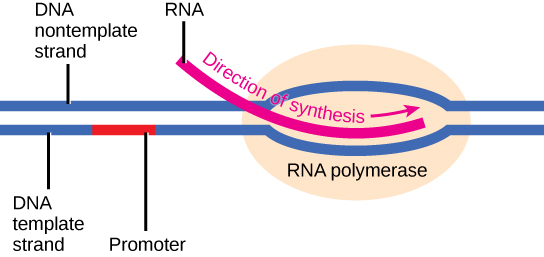 DNA
nontemplate
strand
RNA
Direction of synthesis
RNA polymerase
DNA
template
strand
Promoter